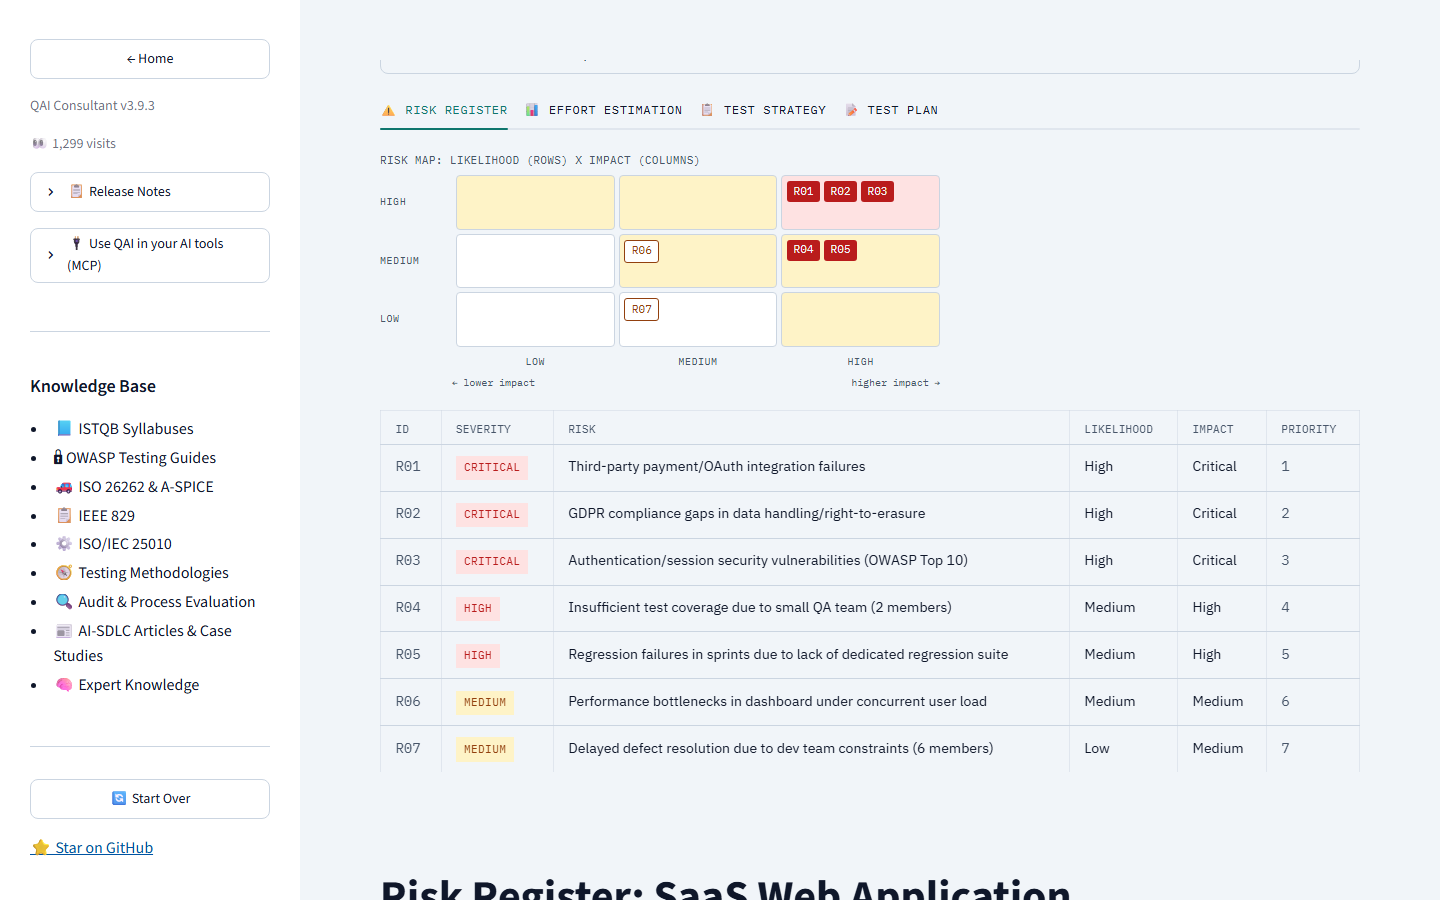 ← Home
QAI Consultant v3.9.3
1,299 visits
Release Notes
Use QAI in your AI tools
(MCP)
Knowledge Base
ISTQB Syllabuses
OWASP Testing Guides
ISO 26262 & A-SPICE
IEEE 829
ISO/IEC 25010
Testing Methodologies
Audit & Process Evaluation
AI-SDLC Articles & Case
Studies
Expert Knowledge
Start Over
Star on GitHub
RISK REGISTER EFFORT ESTIMATION TEST STRATEGY TEST PLAN
RISK MAP: LIKELIHOOD (ROWS) X IMPACT (COLUMNS)
HIGH R01 R02 R03
MEDIUM R06 R04 R05
LOW R07
LOW MEDIUM HIGH
← lower impact higher impact →
ID SEVERITY RISK LIKELIHOOD IMPACT PRIORITY
R01 CRITICAL Third-party payment/OAuth integration failures High Critical 1
R02 CRITICAL GDPR compliance gaps in data handling/right-to-erasure High Critical 2
R03 CRITICAL Authentication/session security vulnerabilities (OWASP Top 10) High Critical 3
R04 HIGH Insufficient test coverage due to small QA team (2 members) Medium High 4
R05 HIGH Regression failures in sprints due to lack of dedicated regression suite Medium High 5
R06 MEDIUM Performance bottlenecks in dashboard under concurrent user load Medium Medium 6
R07 MEDIUM Delayed defect resolution due to dev team constraints (6 members) Low Medium 7
Risk Register: SaaS Web Application